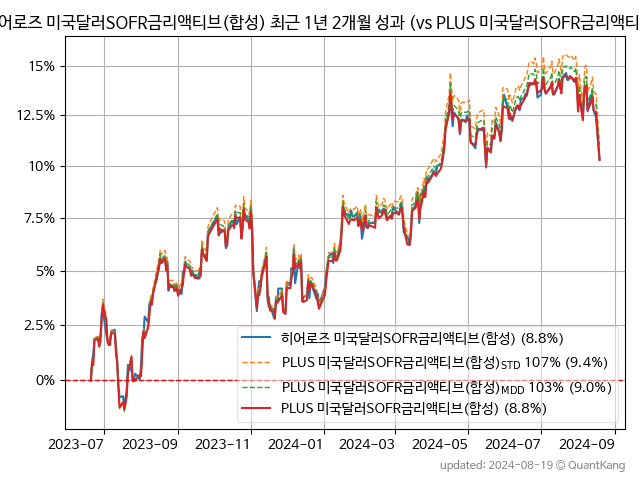 어로즈 미국달러SOFR금리액티브(합성) 최근 1년 2개월 성과 (vs PLUS 미국달러SOFR금리액티
15%
12.5%
10%
7.5%
5%
2.5%
0%
히어로즈 미국달러SOFR금리액티브(합성) (8.8%)
PLUS 미국달러SOFR금리액티브(합성)STD 107% (9.4%)
PLUS 미국달러SOFR금리액티브(합성)MDD 103% (9.0%)
PLUS 미국달러SOFR금리액티브(합성) (8.8%)
2023-07 2023-09 2023-11 2024-01 2024-03 2024-05 2024-07 2024-09
updated: 2024-08-19 © QuantKang